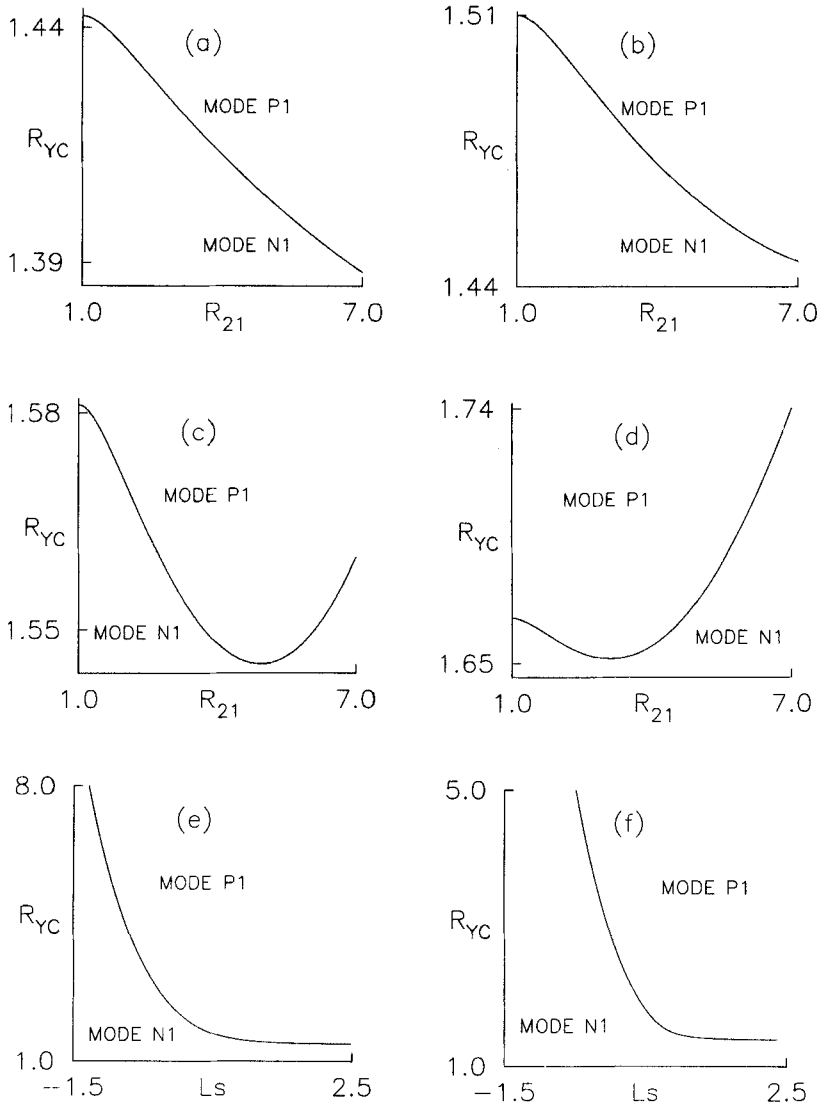 (a)
1.44
MODE P1
R_YC
MODE N1
1.39
1.0 R_21 7.0
(b)
1.51
MODE P1
R_YC
MODE N1
1.44
1.0 R_21 7.0
(c)
1.58
MODE P1
R_YC
1.55
MODE N1
1.0 R_21 7.0
(d)
1.74
MODE P1
R_YC
MODE N1
1.65
1.0 R_21 7.0
8.0
(e)
MODE P1
R_YC
MODE N1
1.0
--1.5 Ls 2.5
5.0
(f)
MODE P1
R_YC
MODE N1
1.0
−1.5 Ls 2.5